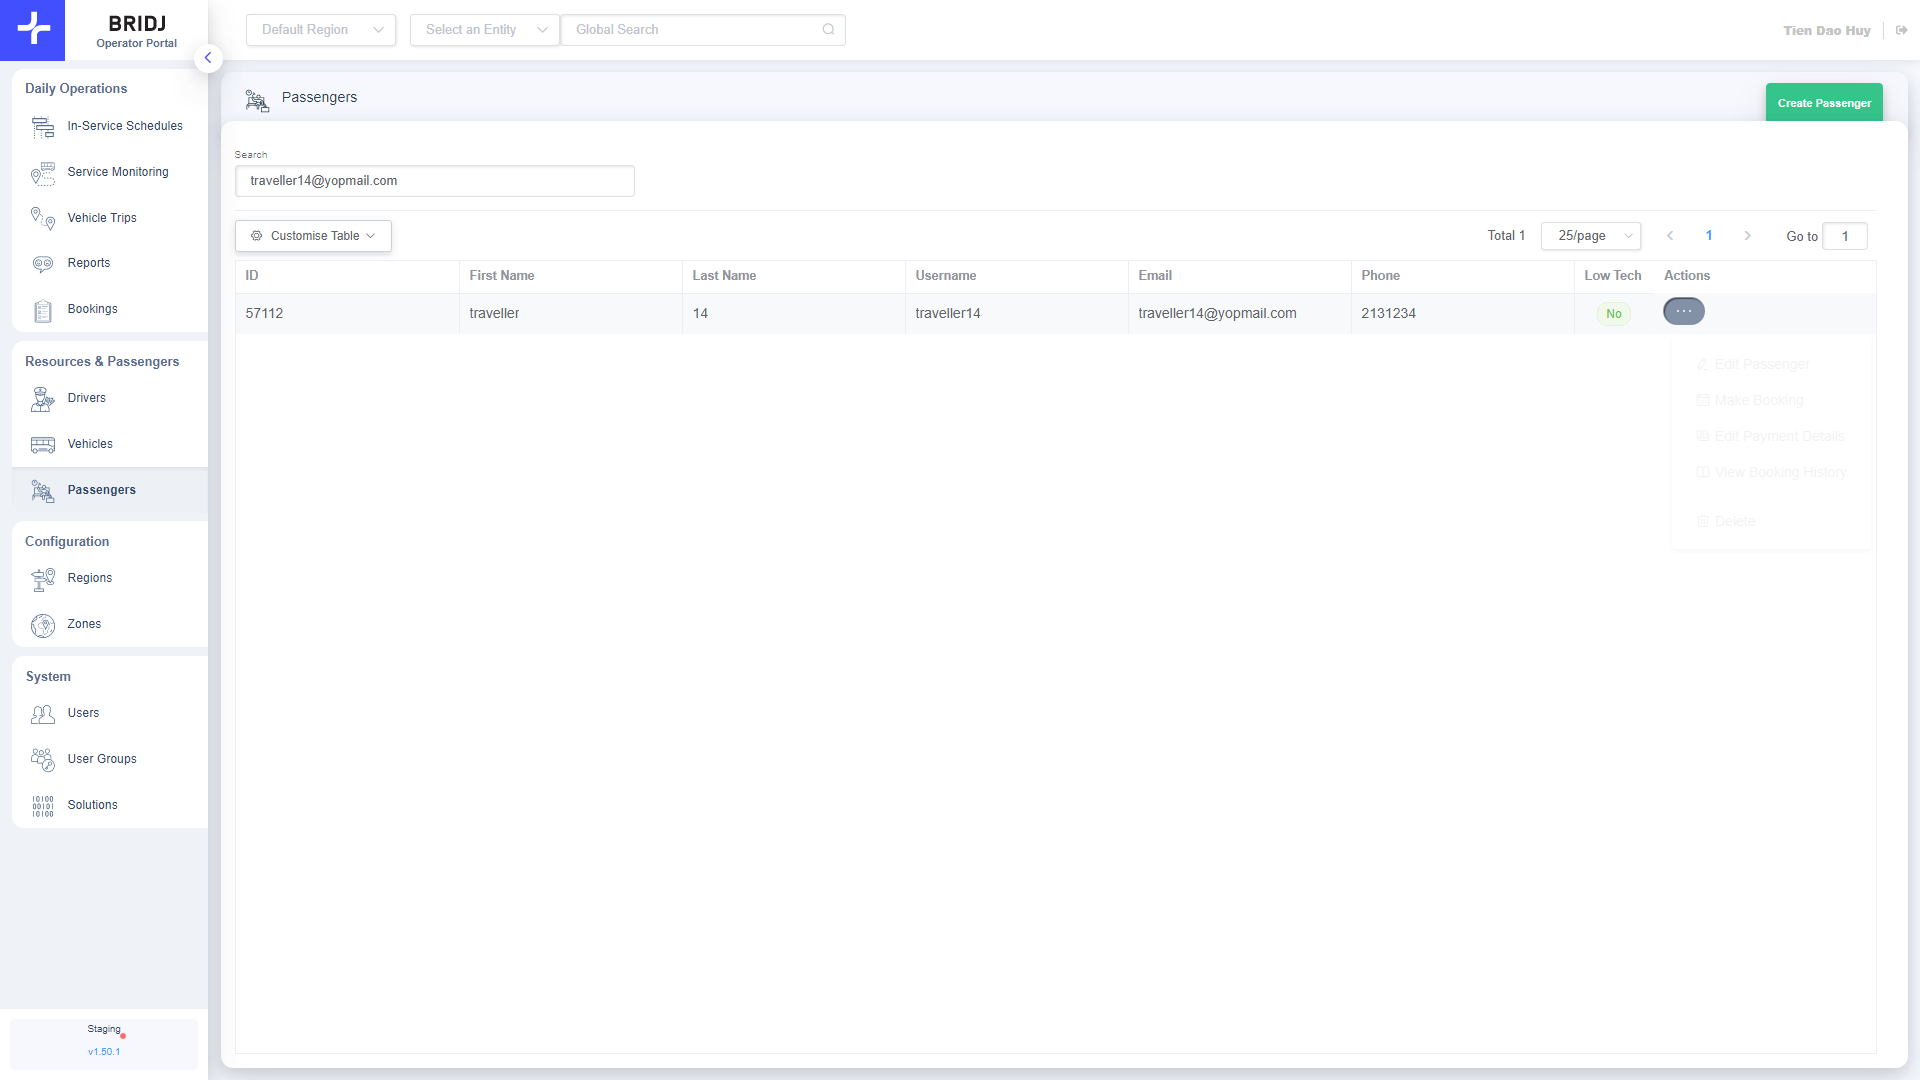 BRIDJ
Operator Portal
Default Region
Select an Entity
Global Search
Tien Dao Huy
Daily Operations
In-Service Schedules
Service Monitoring
Vehicle Trips
Reports
Bookings
Resources & Passengers
Drivers
Vehicles
Passengers
Configuration
Regions
Zones
System
Users
User Groups
Solutions
Staging
v1.50.1
Passengers
Create Passenger
Search
traveller14@yopmail.com
Customise Table
Total 1
25/page
1
Go to
1
ID First Name Last Name Username Email Phone Low Tech Actions
57112 traveller 14 traveller14 traveller14@yopmail.com 2131234 No
Edit Passenger
Make Booking
Edit Payment Details
View Booking History
Delete